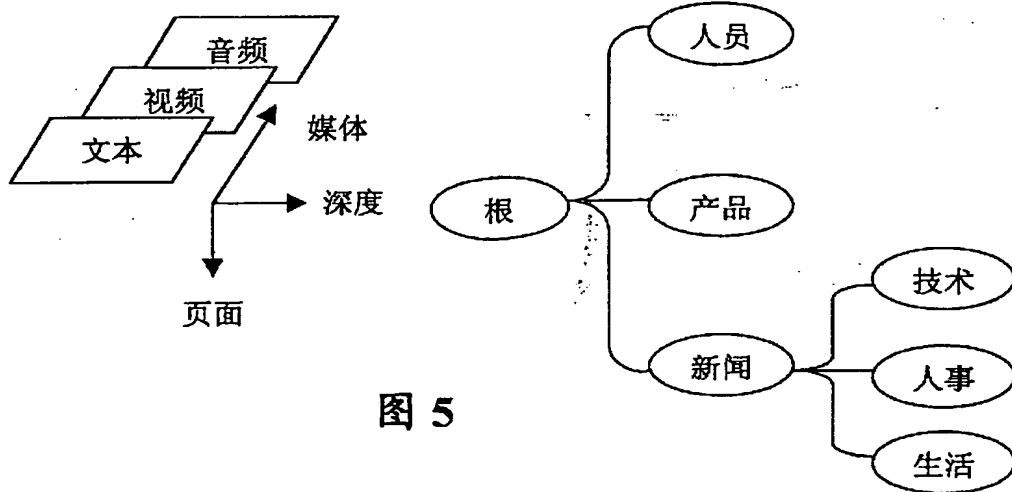 音频
视频
文本
媒体
深度
页面
根
人员
产品
新闻
技术
人事
生活
图 5